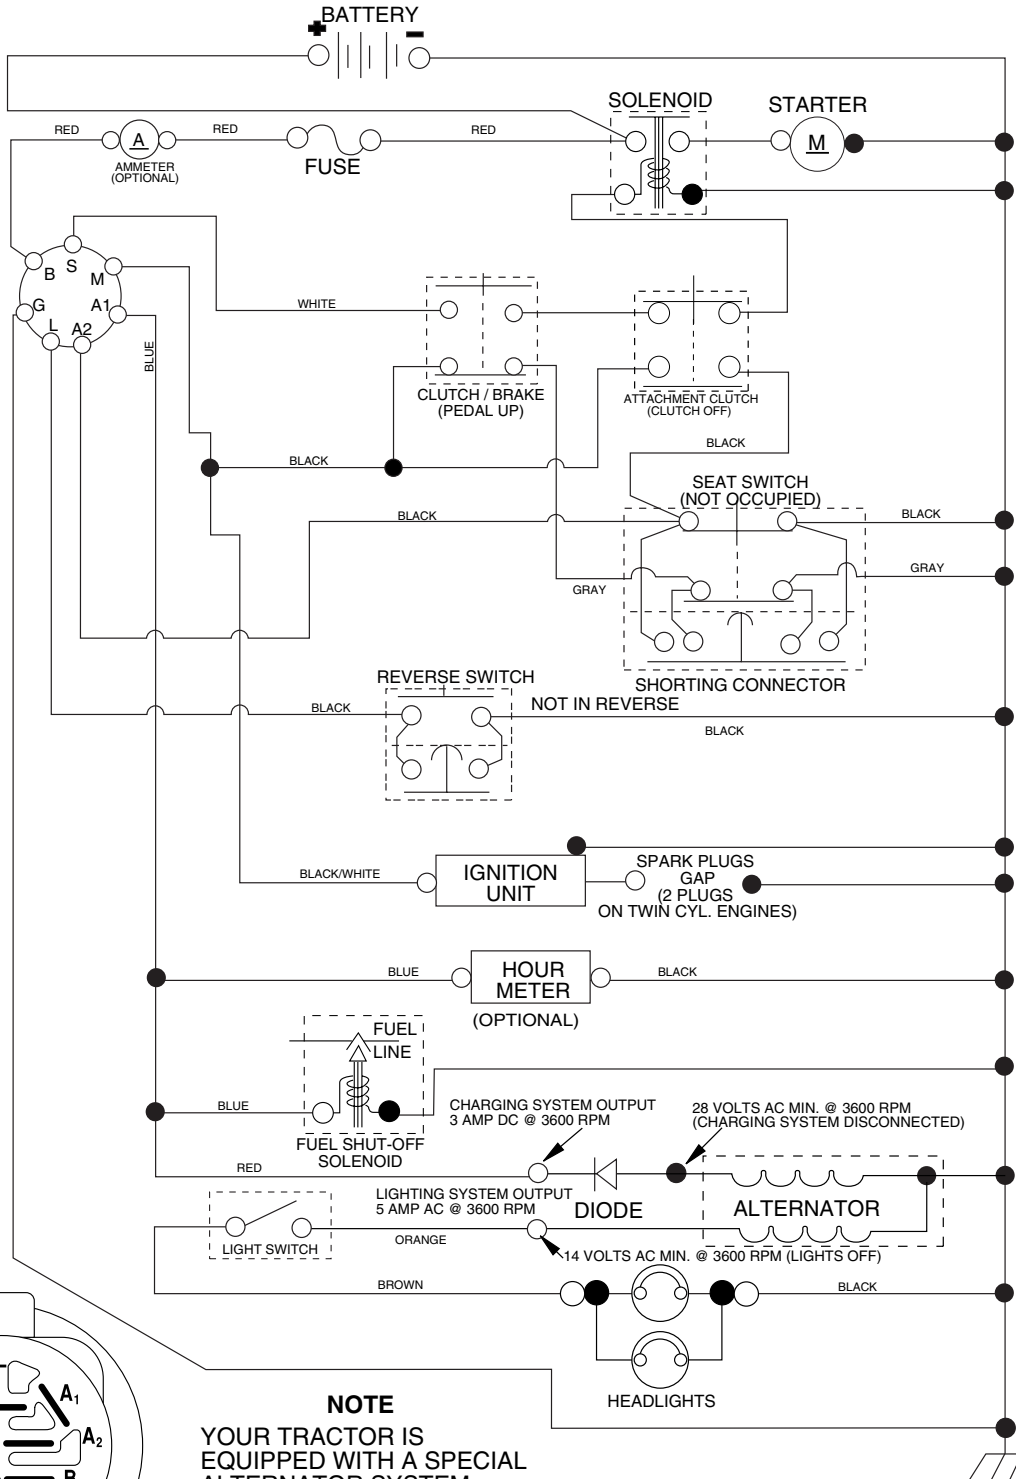 BATTERY
+ -
SOLENOID
STARTER
RED
A
RED
RED
M
AMMETER
(OPTIONAL)
FUSE
B
S
M
G
A1
L
A2
WHITE
BLUE
CLUTCH / BRAKE
(PEDAL UP)
ATTACHMENT CLUTCH
(CLUTCH OFF)
BLACK
BLACK
SEAT SWITCH
(NOT OCCUPIED)
BLACK
BLACK
GRAY
GRAY
SHORTING CONNECTOR
REVERSE SWITCH
NOT IN REVERSE
BLACK
BLACK
BLACK/WHITE
IGNITION
UNIT
SPARK PLUGS
GAP
(2 PLUGS
ON TWIN CYL. ENGINES)
BLUE
HOUR
METER
BLACK
(OPTIONAL)
FUEL
LINE
BLUE
FUEL SHUT-OFF
SOLENOID
CHARGING SYSTEM OUTPUT
3 AMP DC @ 3600 RPM
28 VOLTS AC MIN. @ 3600 RPM
(CHARGING SYSTEM DISCONNECTED)
RED
LIGHTING SYSTEM OUTPUT
5 AMP AC @ 3600 RPM
DIODE
ALTERNATOR
LIGHT SWITCH
ORANGE
14 VOLTS AC MIN. @ 3600 RPM (LIGHTS OFF)
BROWN
BLACK
HEADLIGHTS
A1
A2
B
NOTE
YOUR TRACTOR IS
EQUIPPED WITH A SPECIAL
ALTERNATOR SYSTEM